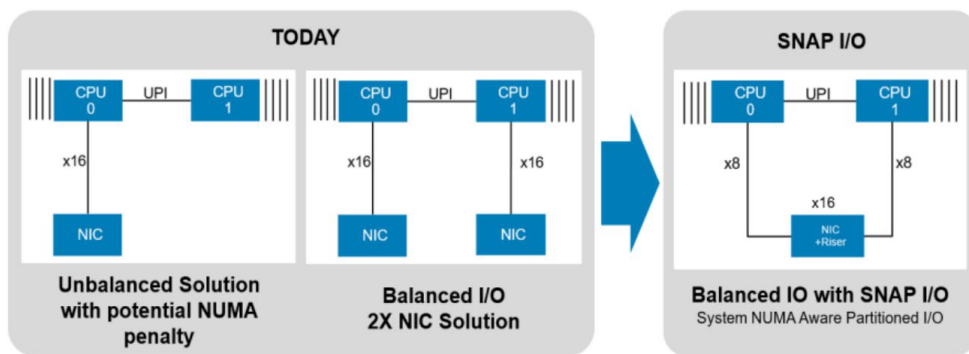 TODAY
CPU
0
UPI
CPU
1
x16
NIC
Unbalanced Solution
with potential NUMA
penalty
CPU
0
UPI
CPU
1
x16
x16
NIC
NIC
Balanced I/O
2X NIC Solution
SNAP I/O
CPU
0
UPI
CPU
1
x8
x8
x16
NIC
+Riser
Balanced IO with SNAP I/O
System NUMA Aware Partitioned I/O